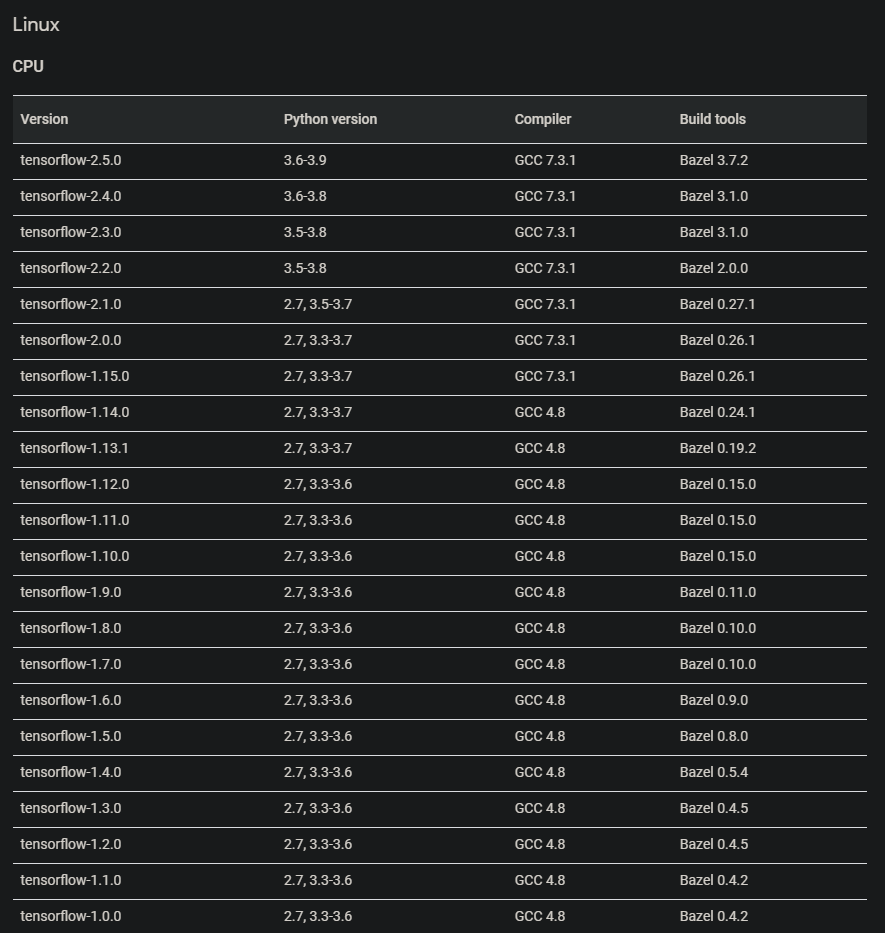 Linux
CPU
Version Python version Compiler Build tools
tensorflow-2.5.0 3.6-3.9 GCC 7.3.1 Bazel 3.7.2
tensorflow-2.4.0 3.6-3.8 GCC 7.3.1 Bazel 3.1.0
tensorflow-2.3.0 3.5-3.8 GCC 7.3.1 Bazel 3.1.0
tensorflow-2.2.0 3.5-3.8 GCC 7.3.1 Bazel 2.0.0
tensorflow-2.1.0 2.7, 3.5-3.7 GCC 7.3.1 Bazel 0.27.1
tensorflow-2.0.0 2.7, 3.3-3.7 GCC 7.3.1 Bazel 0.26.1
tensorflow-1.15.0 2.7, 3.3-3.7 GCC 7.3.1 Bazel 0.26.1
tensorflow-1.14.0 2.7, 3.3-3.7 GCC 4.8 Bazel 0.24.1
tensorflow-1.13.1 2.7, 3.3-3.7 GCC 4.8 Bazel 0.19.2
tensorflow-1.12.0 2.7, 3.3-3.6 GCC 4.8 Bazel 0.15.0
tensorflow-1.11.0 2.7, 3.3-3.6 GCC 4.8 Bazel 0.15.0
tensorflow-1.10.0 2.7, 3.3-3.6 GCC 4.8 Bazel 0.15.0
tensorflow-1.9.0 2.7, 3.3-3.6 GCC 4.8 Bazel 0.11.0
tensorflow-1.8.0 2.7, 3.3-3.6 GCC 4.8 Bazel 0.10.0
tensorflow-1.7.0 2.7, 3.3-3.6 GCC 4.8 Bazel 0.10.0
tensorflow-1.6.0 2.7, 3.3-3.6 GCC 4.8 Bazel 0.9.0
tensorflow-1.5.0 2.7, 3.3-3.6 GCC 4.8 Bazel 0.8.0
tensorflow-1.4.0 2.7, 3.3-3.6 GCC 4.8 Bazel 0.5.4
tensorflow-1.3.0 2.7, 3.3-3.6 GCC 4.8 Bazel 0.4.5
tensorflow-1.2.0 2.7, 3.3-3.6 GCC 4.8 Bazel 0.4.5
tensorflow-1.1.0 2.7, 3.3-3.6 GCC 4.8 Bazel 0.4.2
tensorflow-1.0.0 2.7, 3.3-3.6 GCC 4.8 Bazel 0.4.2